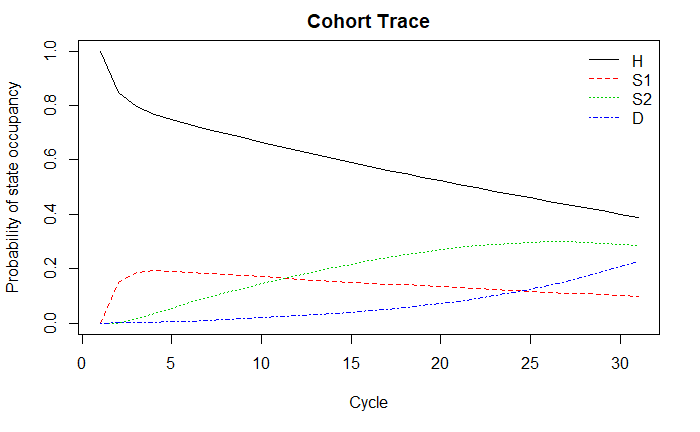 Cohort Trace
H
S1
S2
D
Probability of state occupancy
1.0
0.8
0.6
0.4
0.2
0.0
0 5 10 15 20 25 30
Cycle